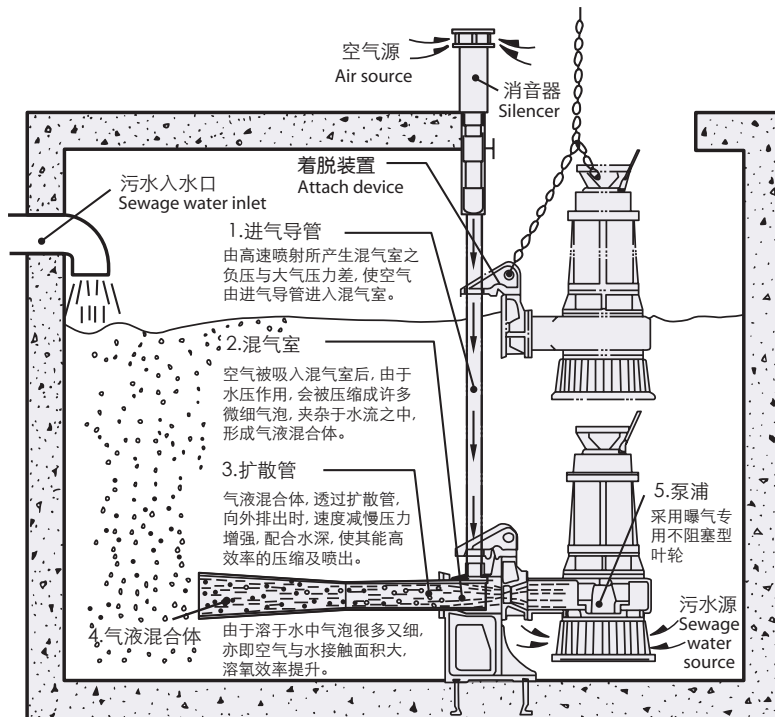 空气源
Air source
消音器
Silencer
着脱装置
Attach device
污水入水口
Sewage water inlet
1.进气导管
由高速喷射所产生混气室之
负压与大气压力差, 使空气
由进气导管进入混气室。
2.混气室
空气被吸入混气室后, 由于
水压作用, 会被压缩成许多
微细气泡, 夹杂于水流之中,
形成气液混合体。
3.扩散管
气液混合体, 透过扩散管,
向外排出时, 速度减慢压力
增强, 配合水深, 使其能高
效率的压缩及喷出。
5.泵浦
采用曝气专
用不阻塞型
叶轮
4.气液混合体
由于溶于水中气泡很多又细,
亦即空气与水接触面积大,
溶氧效率提升。
污水源
Sewage
water
source